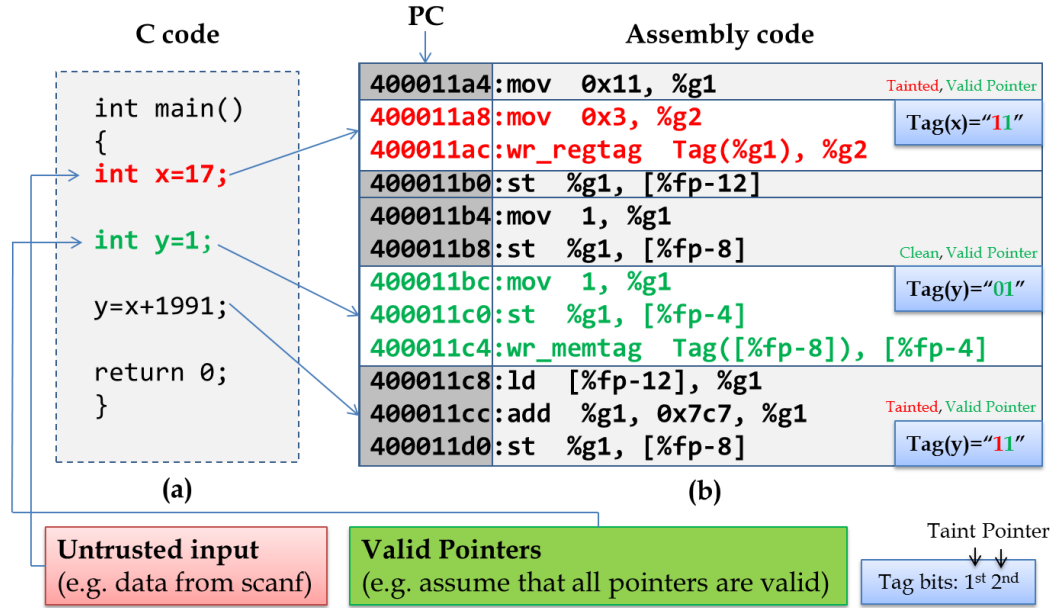 PC
C code
Assembly code
int main()
{
int x=17;
int y=1;
y=x+1991;
return 0;
}
(a)
400011a4:mov 0x11, %g1
400011a8:mov 0x3, %g2
400011ac:wr_regtag Tag(%g1), %g2
400011b0:st %g1, [%fp-12]
400011b4:mov 1, %g1
400011b8:st %g1, [%fp-8]
400011bc:mov 1, %g1
400011c0:st %g1, [%fp-4]
400011c4:wr_memtag Tag([%fp-8]), [%fp-4]
400011c8:ld [%fp-12], %g1
400011cc:add %g1, 0x7c7, %g1
400011d0:st %g1, [%fp-8]
Tainted, Valid Pointer
Tag(x)=“11”
Clean, Valid Pointer
Tag(y)=“01”
Tainted, Valid Pointer
Tag(y)=“11”
(b)
Untrusted input
(e.g. data from scanf)
Valid Pointers
(e.g. assume that all pointers are valid)
Taint Pointer
Tag bits: 1st 2nd